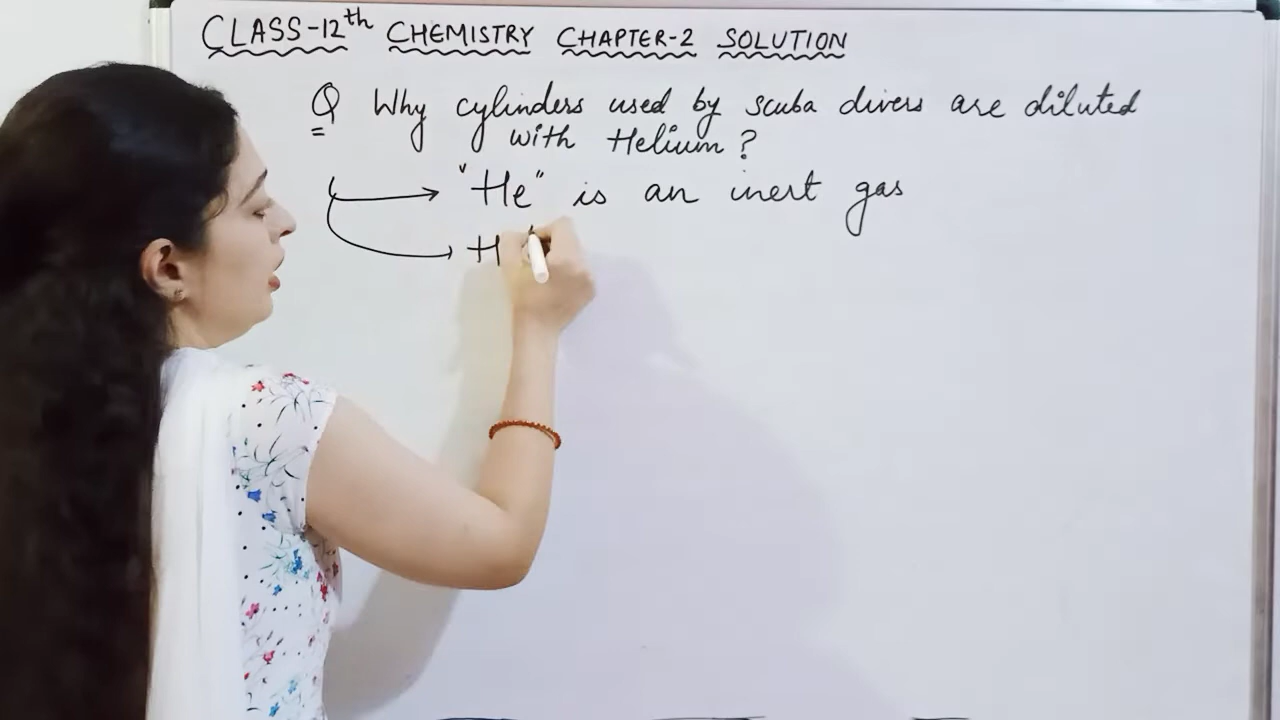 CLASS-12th CHEMISTRY CHAPTER-2 SOLUTION
Q Why cylinders used by scuba divers are diluted
with Helium?
"He" is an inert gas
H